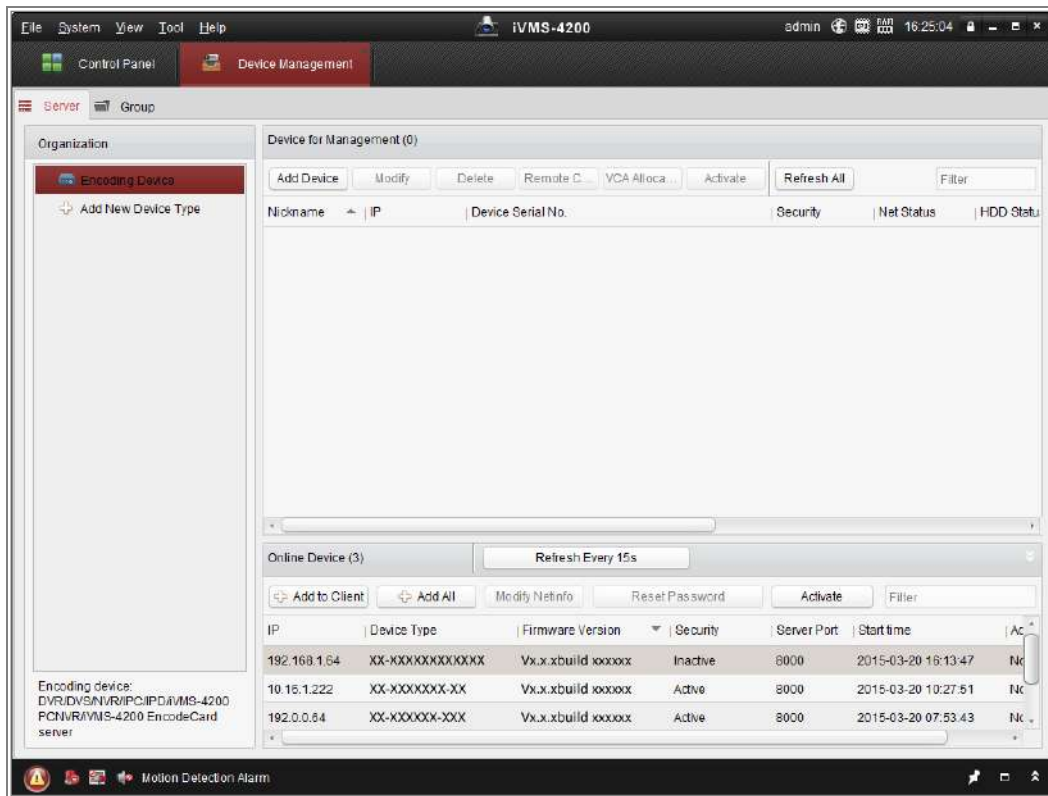 File System View Tool Help iVMS-4200 admin 16:25:04
Control Panel Device Management
Server Group
Organization
Encoding Device
Add New Device Type
Encoding device:
DVR/DVS/NVR/IPC/IPD/iVMS-4200
PCNVR/iVMS-4200 EncodeCard
server
Device for Management (0)
Add Device Modify Delete Remote C... VCA Alloca... Activate Refresh All Filter
Nickname IP Device Serial No. Security Net Status HDD Statu
Online Device (3) Refresh Every 15s
Add to Client Add All Modify Netinfo Reset Password Activate Filter
IP Device Type Firmware Version Security Server Port Start time Ac
192.168.1.64 XX-XXXXXXXXXXXX Vx.x.xbuild xxxxxx Inactive 8000 2015-03-20 16:13:47 No
10.16.1.222 XX-XXXXXXX-XX Vx.x.xbuild xxxxxx Active 8000 2015-03-20 10:27:51 Nc
192.0.0.64 XX-XXXXXX-XXX Vx.x.xbuild xxxxxx Active 8000 2015-03-20 07:53:43 Nc
Motion Detection Alarm